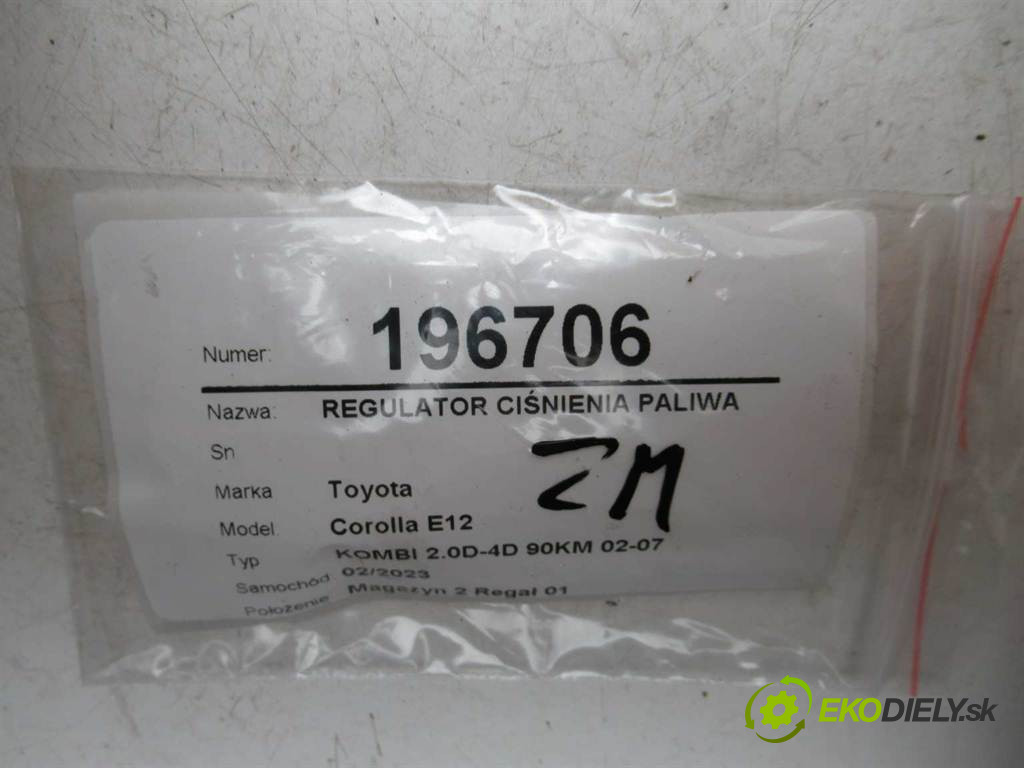 Numer: 196706
Nazwa: REGULATOR CIŚNIENIA PALIWA
Sn
ZM
Marka Toyota
Model Corolla E12
Typ KOMBI 2.0D-4D 90KM 02-07
Samochód 02/2023
Położenie Magazyn 2 Regał 01
EKODIELY.sk